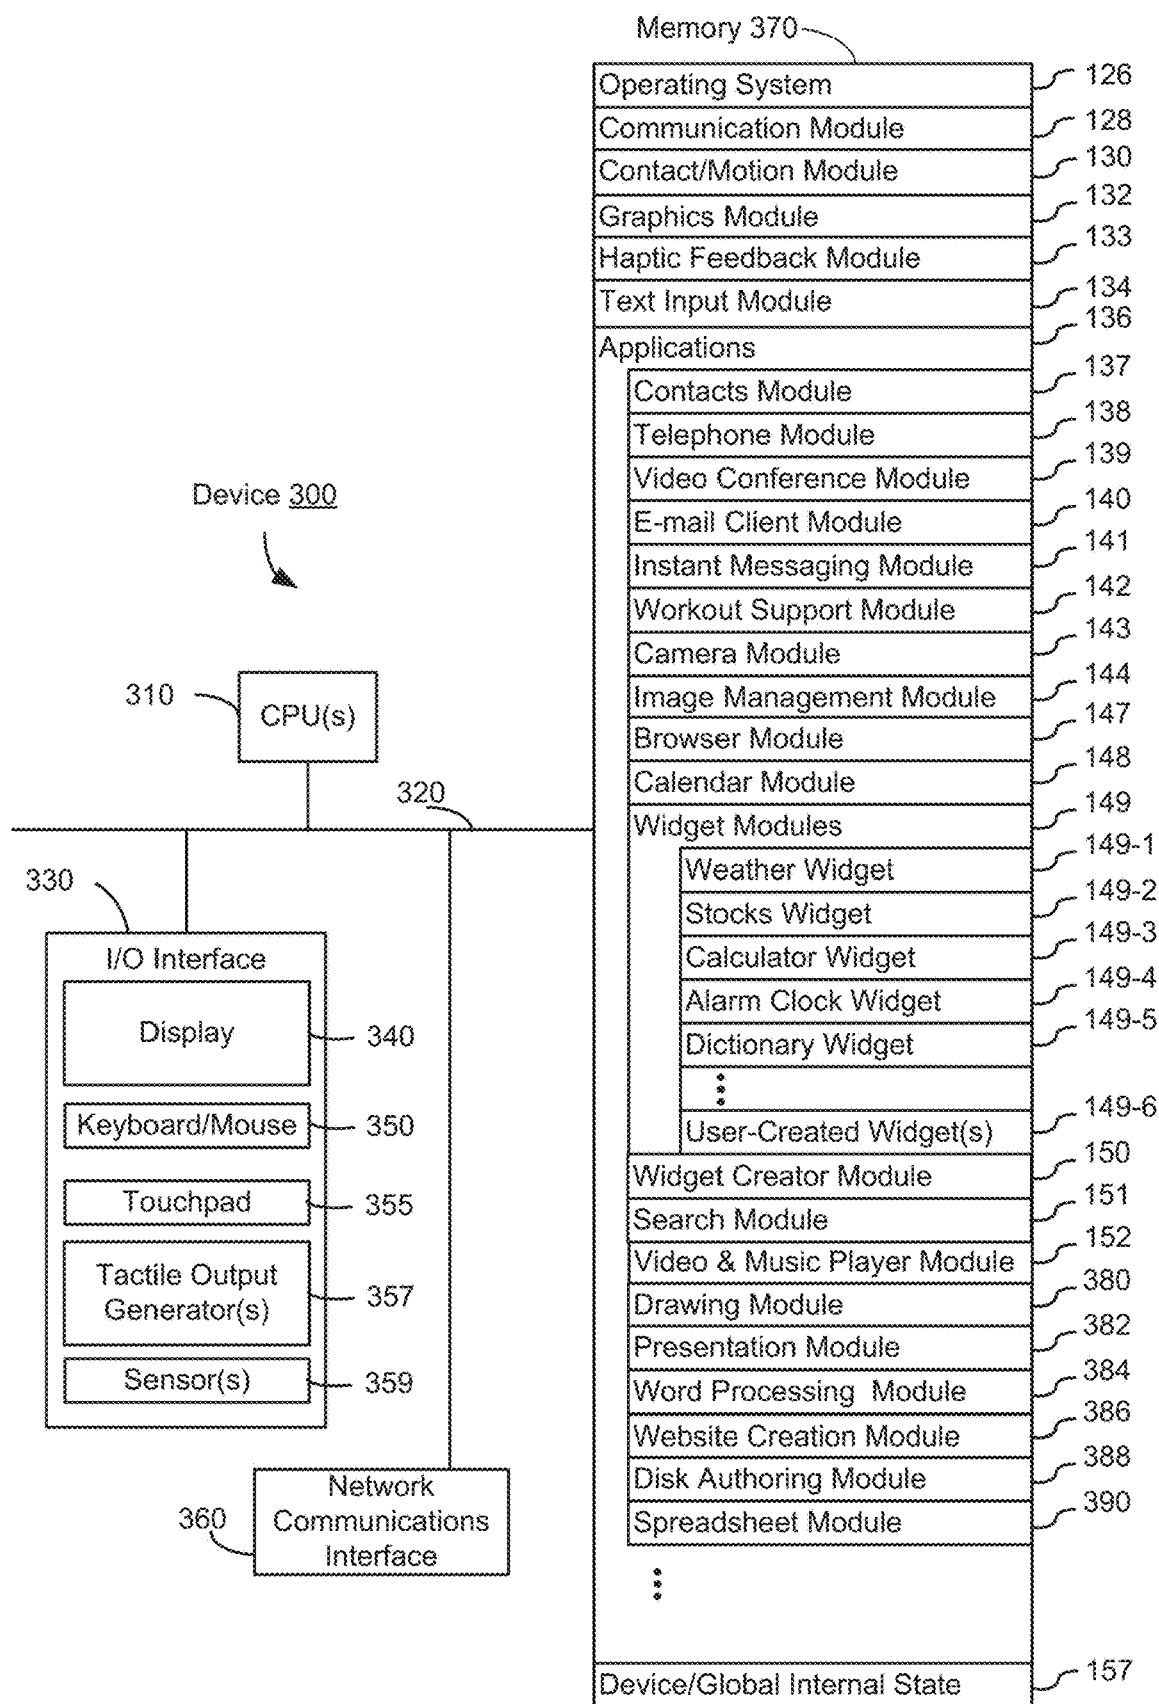 Memory 370
Operating System 126
Communication Module 128
Contact/Motion Module 130
Graphics Module 132
Haptic Feedback Module 133
Text Input Module 134
Applications 136
Contacts Module 137
Telephone Module 138
Video Conference Module 139
E-mail Client Module 140
Instant Messaging Module 141
Workout Support Module 142
Camera Module 143
Image Management Module 144
Browser Module 147
Calendar Module 148
Widget Modules 149
Weather Widget 149-1
Stocks Widget 149-2
Calculator Widget 149-3
Alarm Clock Widget 149-4
Dictionary Widget 149-5
User-Created Widget(s) 149-6
Widget Creator Module 150
Search Module 151
Video & Music Player Module 152
Drawing Module 380
Presentation Module 382
Word Processing Module 384
Website Creation Module 386
Disk Authoring Module 388
Spreadsheet Module 390
Device/Global Internal State 157
Device 300
310
CPU(s)
320
330
I/O Interface
Display 340
Keyboard/Mouse 350
Touchpad 355
Tactile Output
Generator(s) 357
Sensor(s) 359
360
Network
Communications
Interface